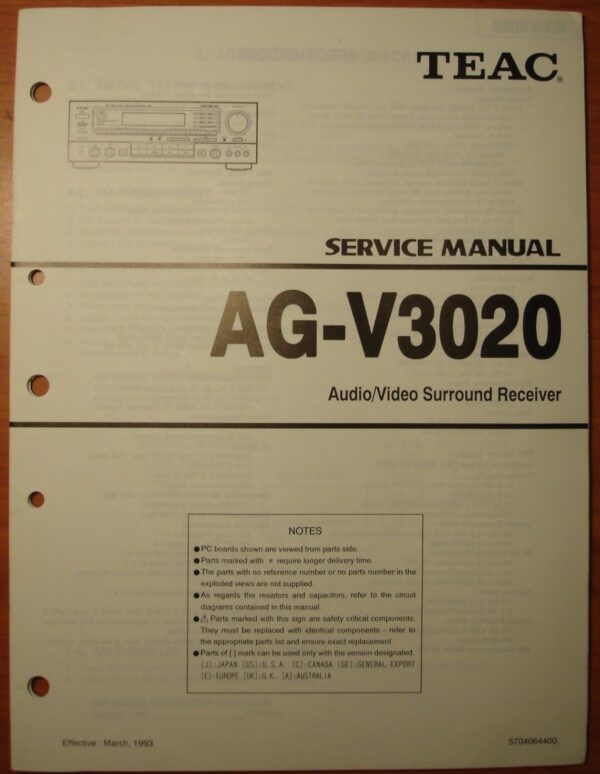 TEAC®
SERVICE MANUAL
AG-V3020
Audio/Video Surround Receiver
NOTES
● PC boards shown are viewed from parts side.
● Parts marked with ✳ require longer delivery time.
● The parts with no reference number or no parts number in the
exploded views are not supplied.
● As regards the resistors and capacitors, refer to the circuit
diagrams contained in this manual.
● ⚠ Parts marked with this sign are safety critical components.
They must be replaced with identical components - refer to
the appropriate parts list and ensure exact replacement.
● Parts of [ ] mark can be used only with the version designated.
[J]:JAPAN [US]:U.S.A. [C]:CANADA [GE]:GENERAL EXPORT
[E]:EUROPE [UK]:U.K. [A]:AUSTRALIA
Effective : March, 1993
5704064400